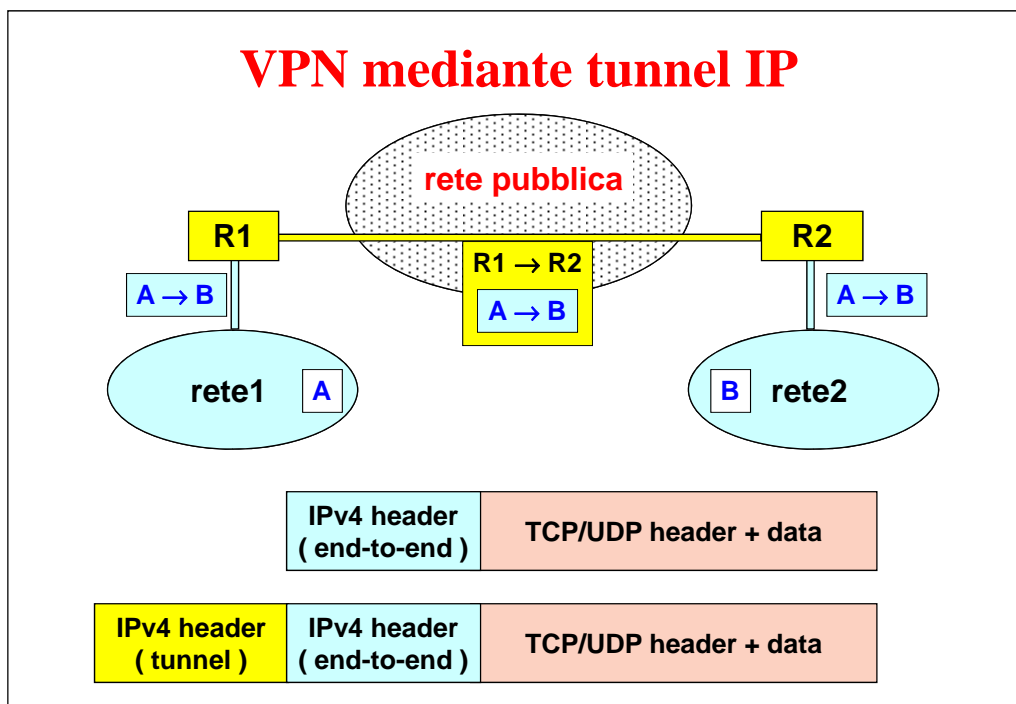 VPN mediante tunnel IP
rete pubblica
R1
R2
R1 → R2
A → B
A → B
A → B
rete1
A
B
rete2
IPv4 header
( end-to-end )
TCP/UDP header + data
IPv4 header
( tunnel )
IPv4 header
( end-to-end )
TCP/UDP header + data